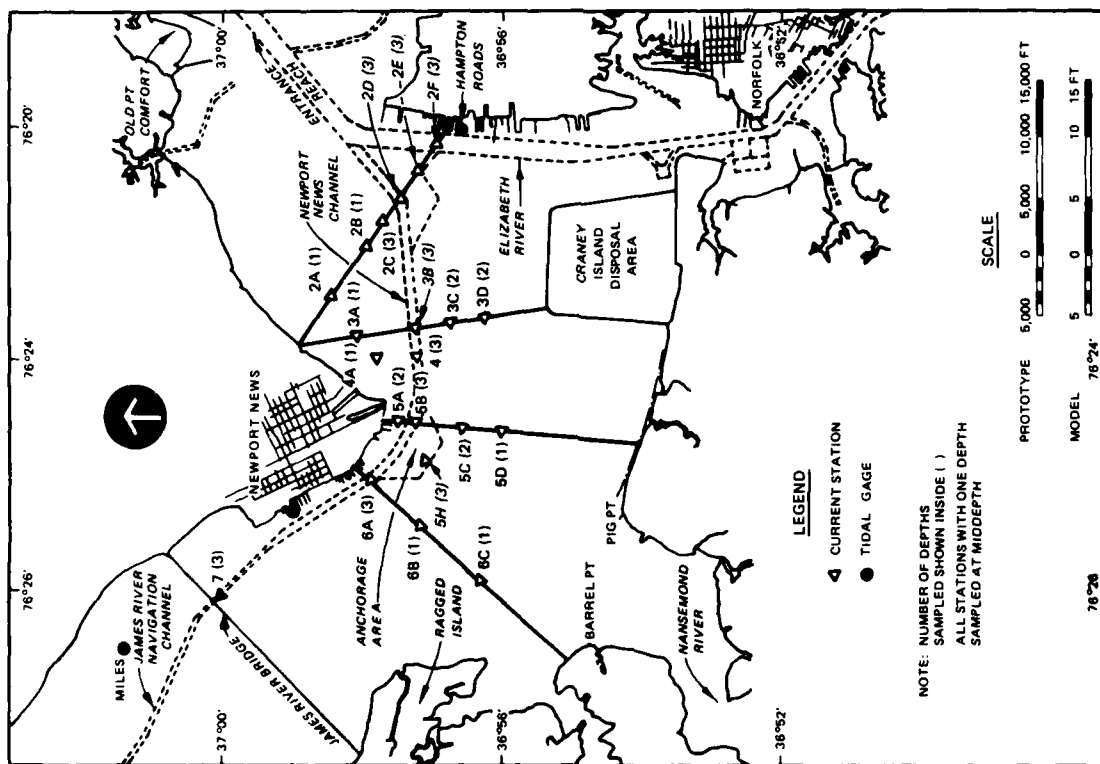 76°26'
76°24'
76°20'
37°00'
OLD PT
COMFORT
ENTRANCE
REACH
NEWPORT NEWS
NEWPORT
NEWS
CHANNEL
MILES
JAMES RIVER
NAVIGATION
CHANNEL
7 (3)
JAMES RIVER BRIDGE
37°00'
2A (1)
2B (1)
2C (3)
2D (3)
2E (3)
2F (3)
HAMPTON
ROADS
3A (1)
3B (3)
3C (2)
3D (2)
4A (1)
4 (3)
5A (2)
5B (3)
5C (2)
5D (1)
5H (3)
6A (3)
6B (1)
6C (1)
ANCHORAGE
AREA
RAGGED
ISLAND
36°56'
36°56'
ELIZABETH
RIVER
CRANEY
ISLAND
DISPOSAL
AREA
BARREL PT
PIG PT
NANSEMOND
RIVER
NORFOLK
36°52'
36°52'
LEGEND
CURRENT STATION
TIDAL GAGE
NOTE: NUMBER OF DEPTHS
SAMPLED SHOWN INSIDE ( )
ALL STATIONS WITH ONE DEPTH
SAMPLED AT MIDDEPTH
SCALE
PROTOTYPE 5,000 0 5,000 10,000 15,000 FT
MODEL 5 0 5 10 15 FT
76°26
76°24'